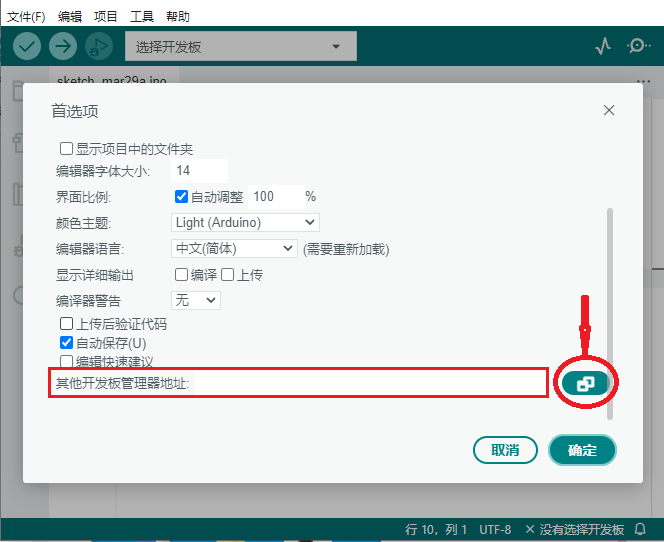 文件(F) 编辑 项目 工具 帮助
选择开发板
sketch_mar29a.ino
首选项
显示项目中的文件夹
编辑器字体大小: 14
界面比例: 自动调整 100 %
颜色主题: Light (Arduino)
编辑器语言: 中文(简体) (需要重新加载)
显示详细输出 编译 上传
编译器警告 无
上传后验证代码
自动保存(U)
编辑快速建议
其他开发板管理器地址:
取消 确定
行 10，列 1 UTF-8 没有选择开发板